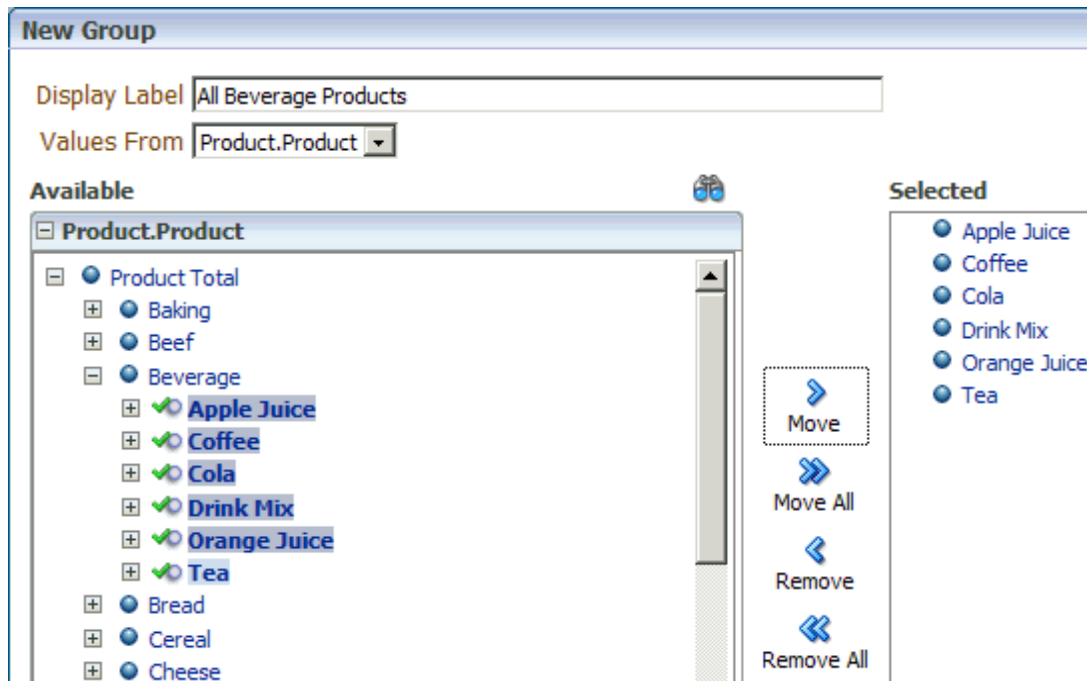 New Group
Display Label All Beverage Products
Values From Product.Product
Available
Product.Product
Product Total
Baking
Beef
Beverage
Apple Juice
Coffee
Cola
Drink Mix
Orange Juice
Tea
Bread
Cereal
Cheese
Move
Move All
Remove
Remove All
Selected
Apple Juice
Coffee
Cola
Drink Mix
Orange Juice
Tea